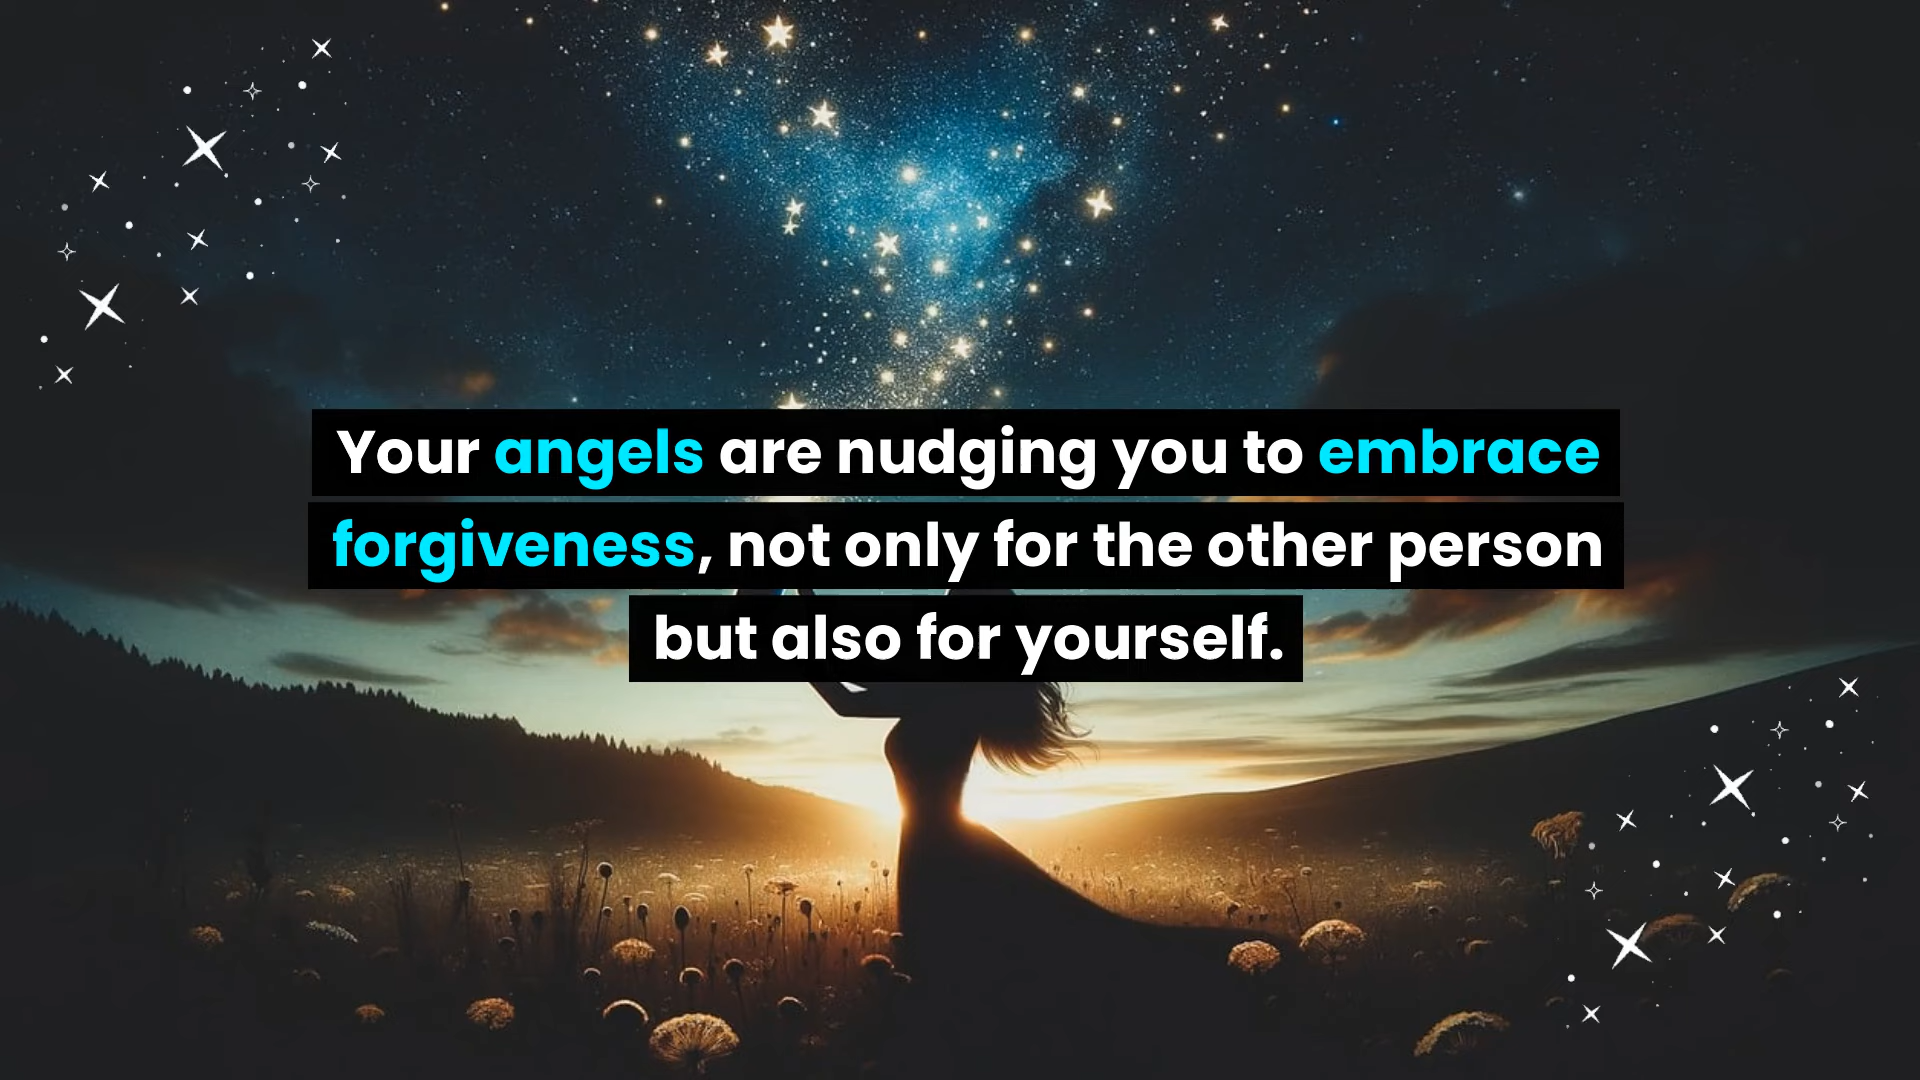 Your angels are nudging you to embrace
forgiveness, not only for the other person
but also for yourself.